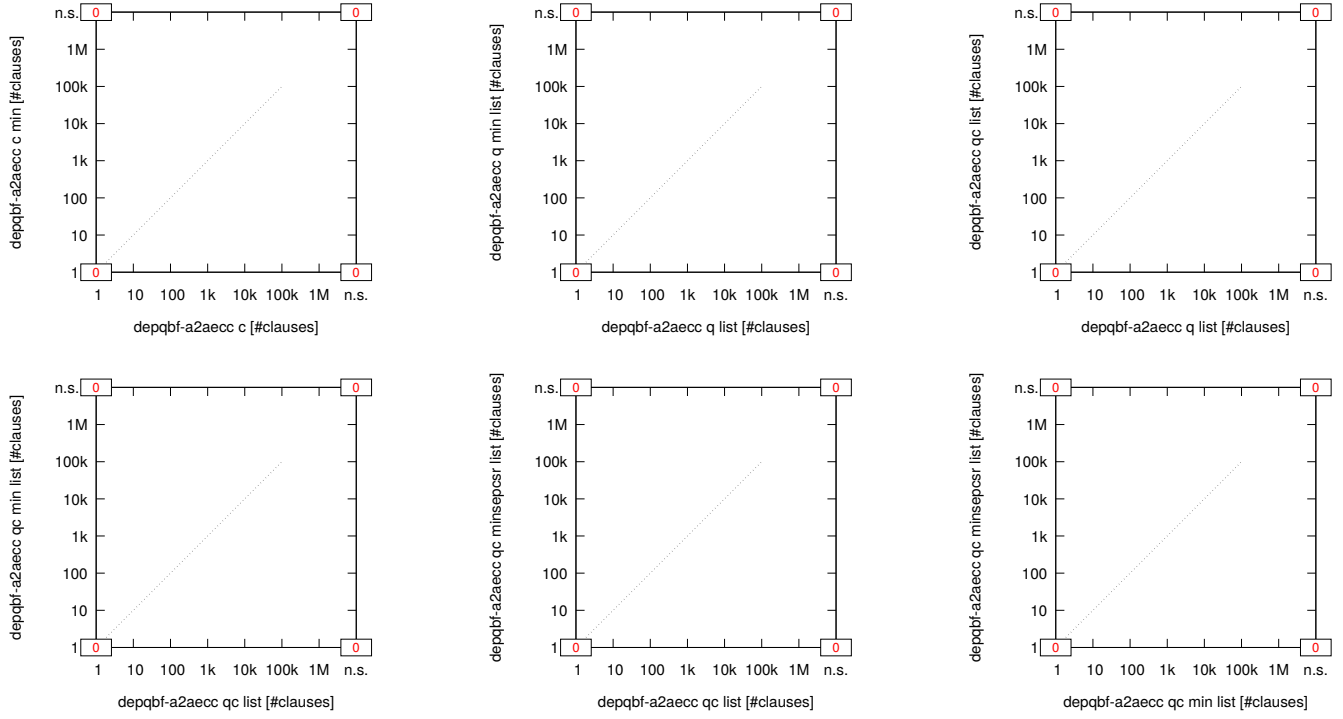 depqbf-a2aecc c min [#clauses]
n.s. 0 0
1M
100k
10k
1k
100
10
1 0 0
1 10 100 1k 10k 100k 1M n.s.
depqbf-a2aecc c [#clauses]
depqbf-a2aecc q min list [#clauses]
n.s. 0 0
1M
100k
10k
1k
100
10
1 0 0
1 10 100 1k 10k 100k 1M n.s.
depqbf-a2aecc q list [#clauses]
depqbf-a2aecc qc list [#clauses]
n.s. 0 0
1M
100k
10k
1k
100
10
1 0 0
1 10 100 1k 10k 100k 1M n.s.
depqbf-a2aecc q list [#clauses]
depqbf-a2aecc qc min list [#clauses]
n.s. 0 0
1M
100k
10k
1k
100
10
1 0 0
1 10 100 1k 10k 100k 1M n.s.
depqbf-a2aecc qc list [#clauses]
depqbf-a2aecc qc minsepcsr list [#clauses]
n.s. 0 0
1M
100k
10k
1k
100
10
1 0 0
1 10 100 1k 10k 100k 1M n.s.
depqbf-a2aecc qc list [#clauses]
depqbf-a2aecc qc minsepcsr list [#clauses]
n.s. 0 0
1M
100k
10k
1k
100
10
1 0 0
1 10 100 1k 10k 100k 1M n.s.
depqbf-a2aecc qc min list [#clauses]